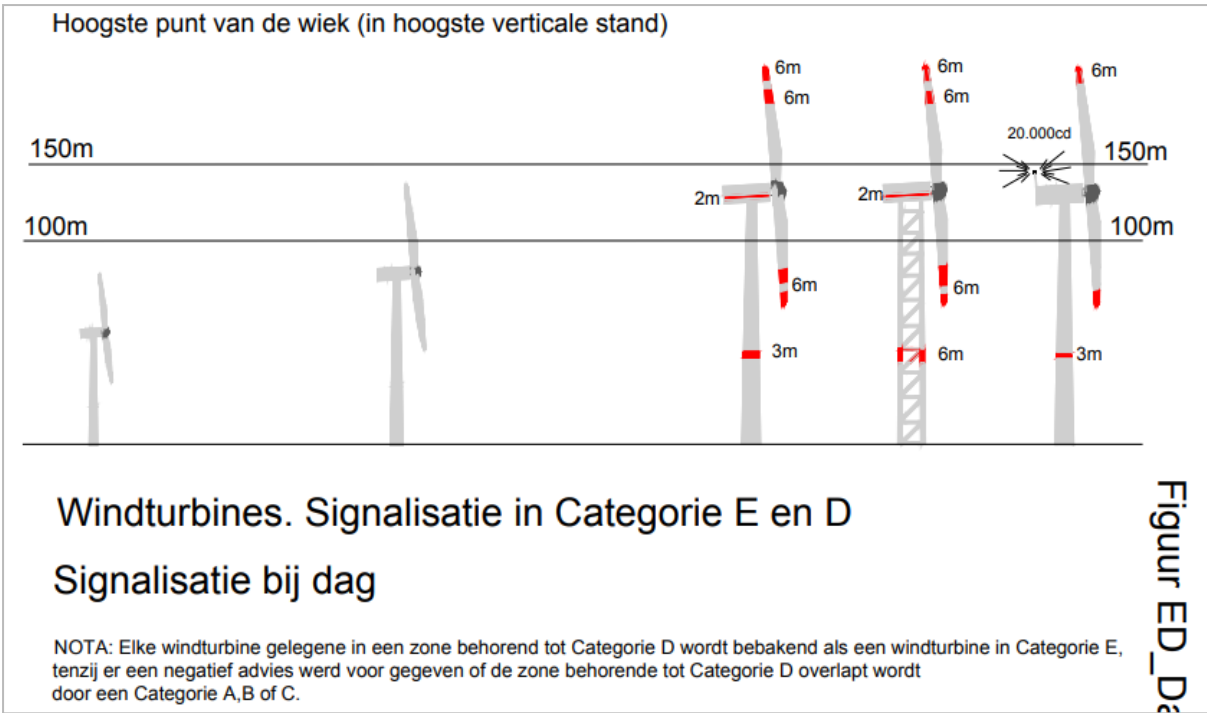 Hoogste punt van de wiek (in hoogste verticale stand)
6m
6m
6m
6m
6m
20.000cd
150m
150m
2m
2m
100m
100m
6m
6m
3m
6m
3m
Windturbines. Signalisatie in Categorie E en D
Signalisatie bij dag
NOTA: Elke windturbine gelegene in een zone behorend tot Categorie D wordt bebakend als een windturbine in Categorie E,
tenzij er een negatief advies werd voor gegeven of de zone behorende tot Categorie D overlapt wordt
door een Categorie A,B of C.
Figuur ED_Da